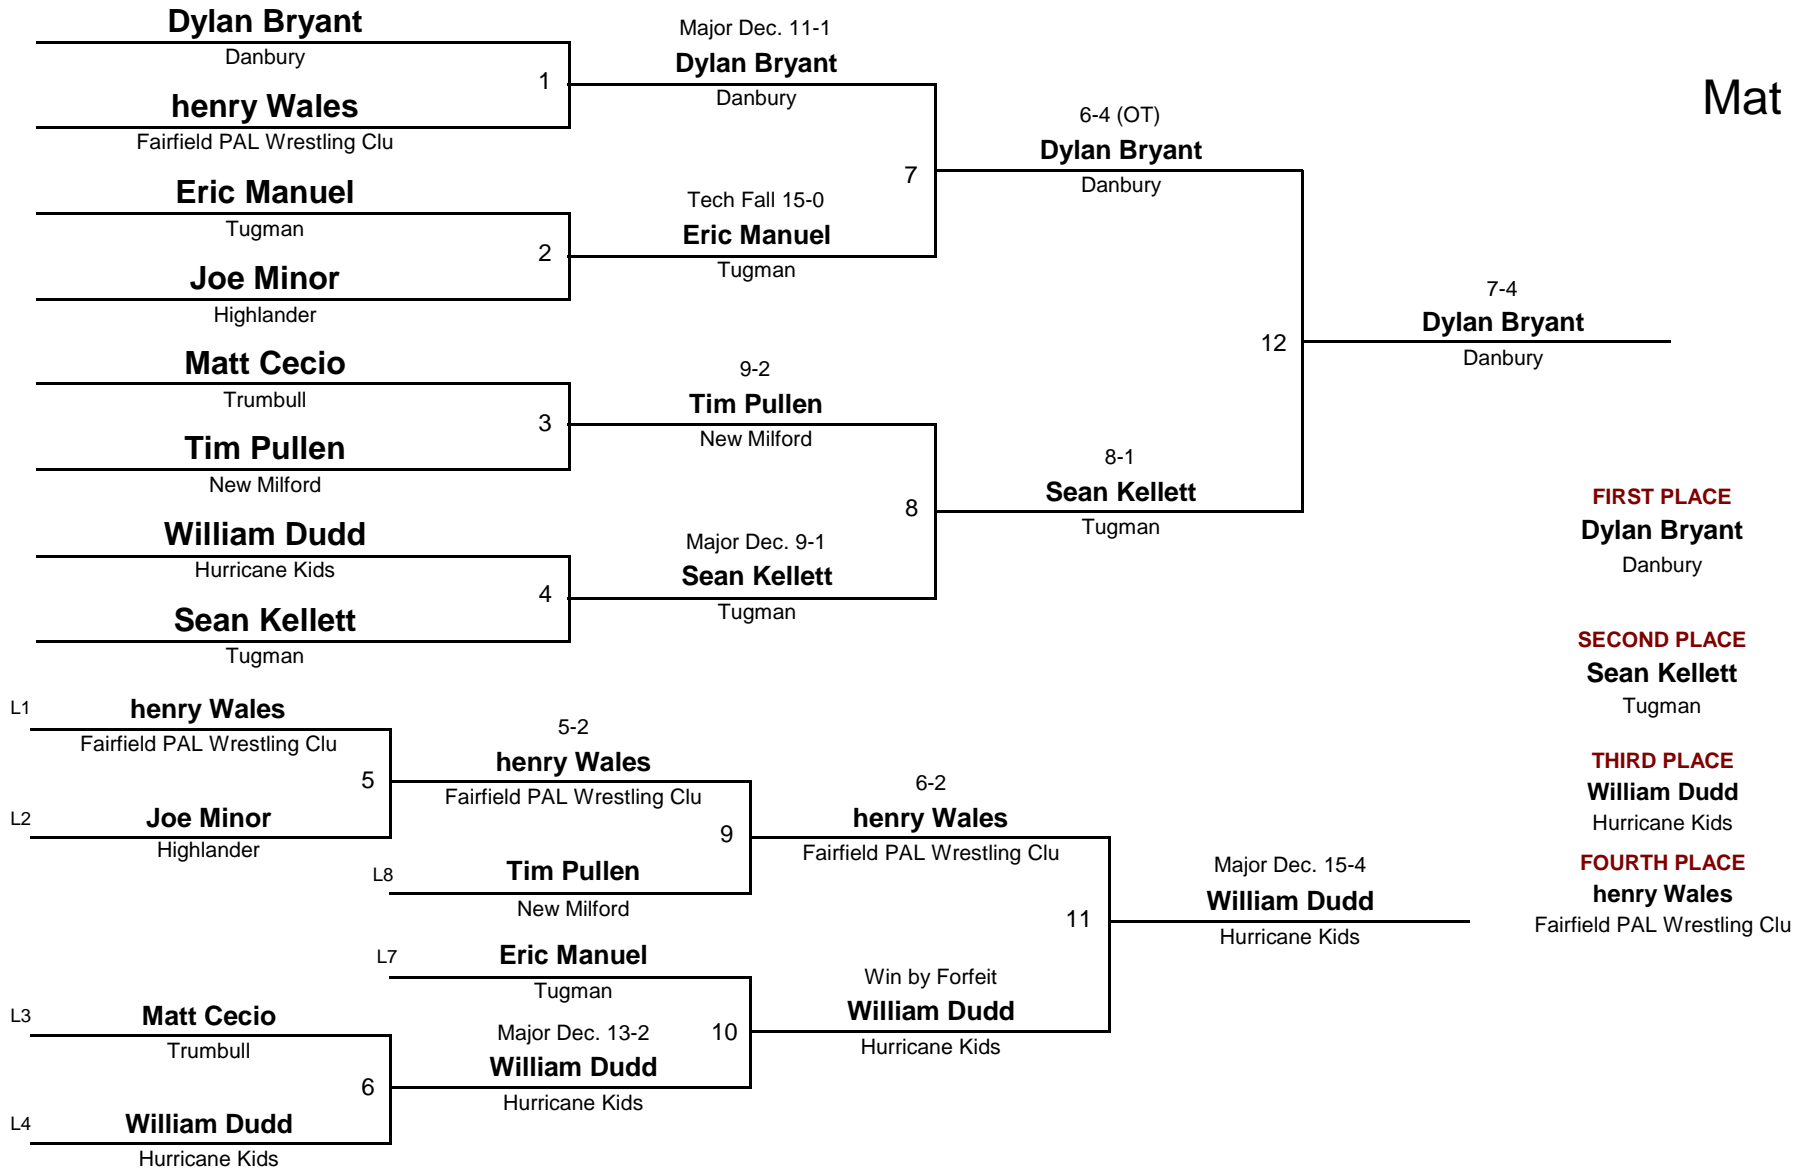 Dylan Bryant
Danbury
1
henry Wales
Fairfield PAL Wrestling Clu
Eric Manuel
Tugman
2
Joe Minor
Highlander
Matt Cecio
Trumbull
3
Tim Pullen
New Milford
William Dudd
Hurricane Kids
4
Sean Kellett
Tugman
Major Dec. 11-1
Dylan Bryant
Danbury
7
Tech Fall 15-0
Eric Manuel
Tugman
9-2
Tim Pullen
New Milford
8
Major Dec. 9-1
Sean Kellett
Tugman
6-4 (OT)
Dylan Bryant
Danbury
12
8-1
Sean Kellett
Tugman
7-4
Dylan Bryant
Danbury
Mat
FIRST PLACE
Dylan Bryant
Danbury
SECOND PLACE
Sean Kellett
Tugman
THIRD PLACE
William Dudd
Hurricane Kids
FOURTH PLACE
henry Wales
Fairfield PAL Wrestling Clu
L1
henry Wales
Fairfield PAL Wrestling Clu
5
L2
Joe Minor
Highlander
5-2
henry Wales
Fairfield PAL Wrestling Clu
9
L8
Tim Pullen
New Milford
L7
Eric Manuel
Tugman
10
L3
Matt Cecio
Trumbull
6
L4
William Dudd
Hurricane Kids
Major Dec. 13-2
William Dudd
Hurricane Kids
6-2
henry Wales
Fairfield PAL Wrestling Clu
11
Win by Forfeit
William Dudd
Hurricane Kids
Major Dec. 15-4
William Dudd
Hurricane Kids